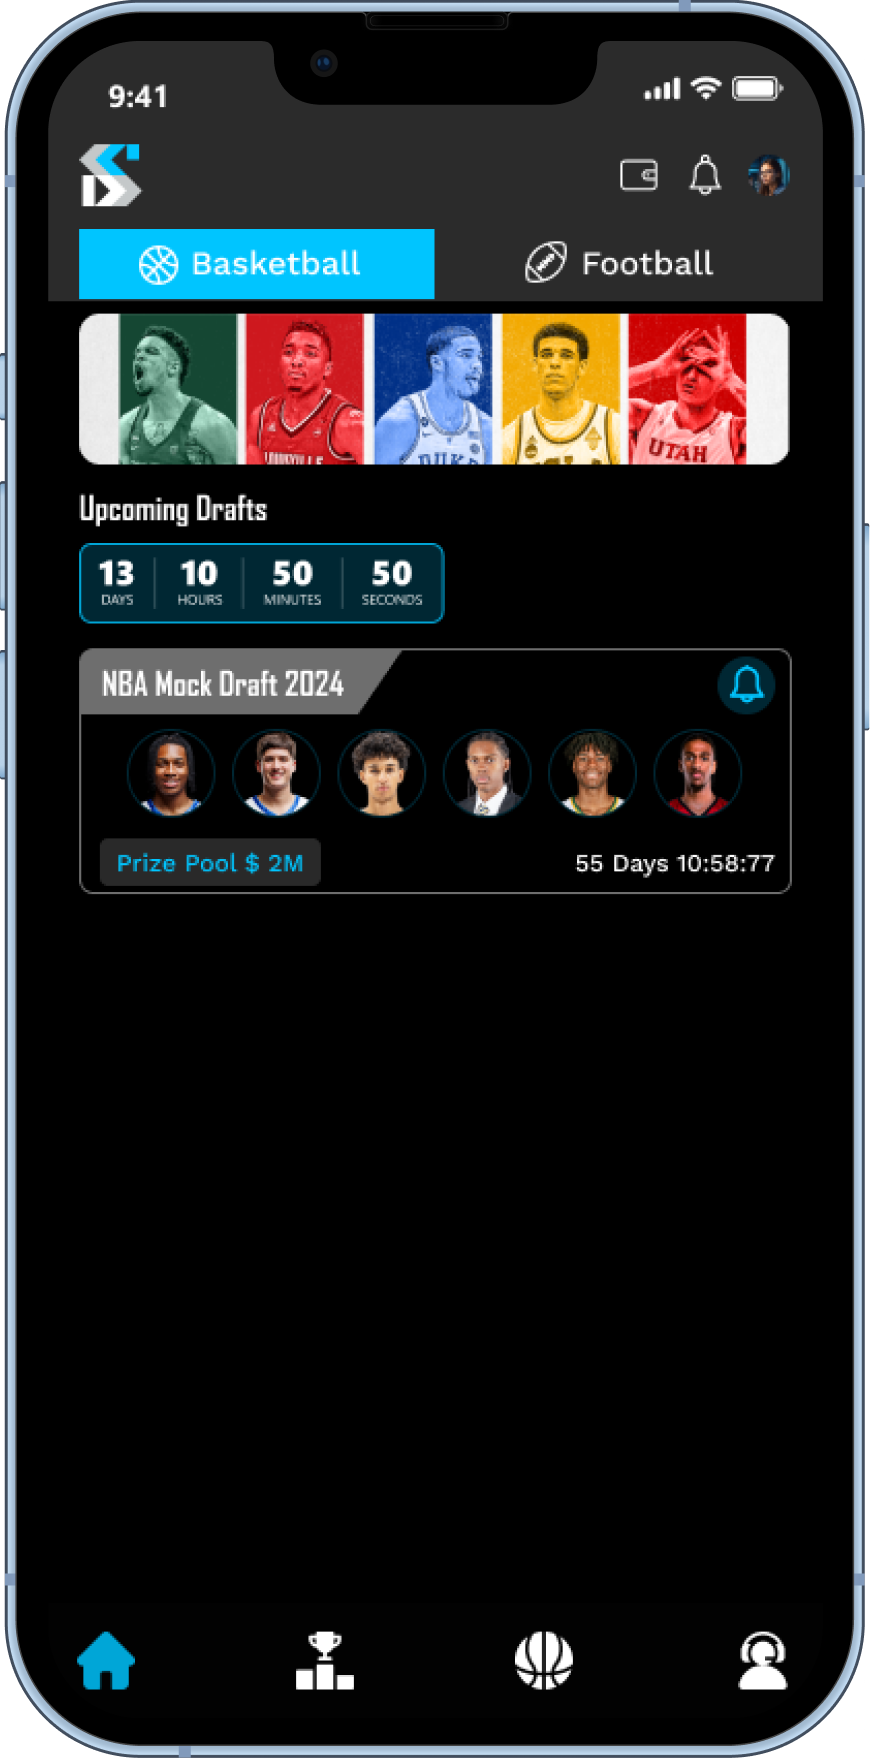 9:41
Basketball
Football
LOUISVILLE
DUKE
UTAH
Upcoming Drafts
13 10 50 50
DAYS HOURS MINUTES SECONDS
NBA Mock Draft 2024
Prize Pool $ 2M
55 Days 10:58:77